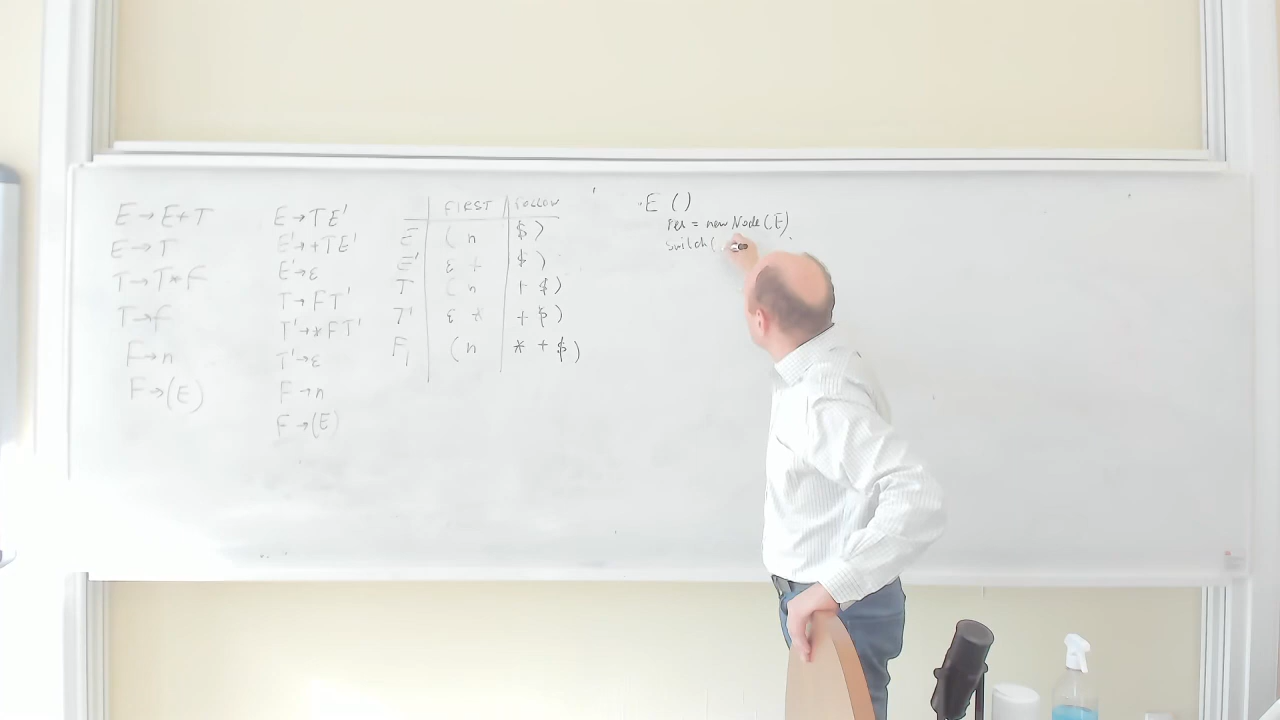 E → E+T
E → T
T → T*F
T → F
F → n
F → (E)
E → TE'
E' → +TE'
E' → ε
T → FT'
T' → *FT'
T' → ε
F → n
F → (E)
FIRST FOLLOW
E ( n $ )
E' ε + $ )
T ( n + $ )
T' ε * + $ )
F ( n * + $ )
E ()
res = new Node(E)
switch(